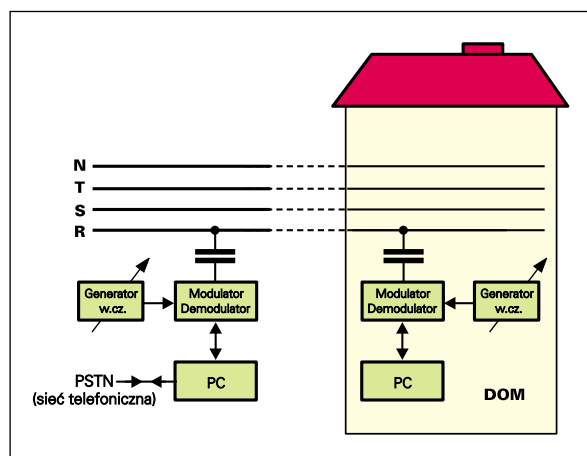 N
T
S
R
Generator
w.cz.
Modulator
Demodulator
Modulator
Demodulator
Generator
w.cz.
PSTN
(sieć telefoniczna)
PC
PC
DOM